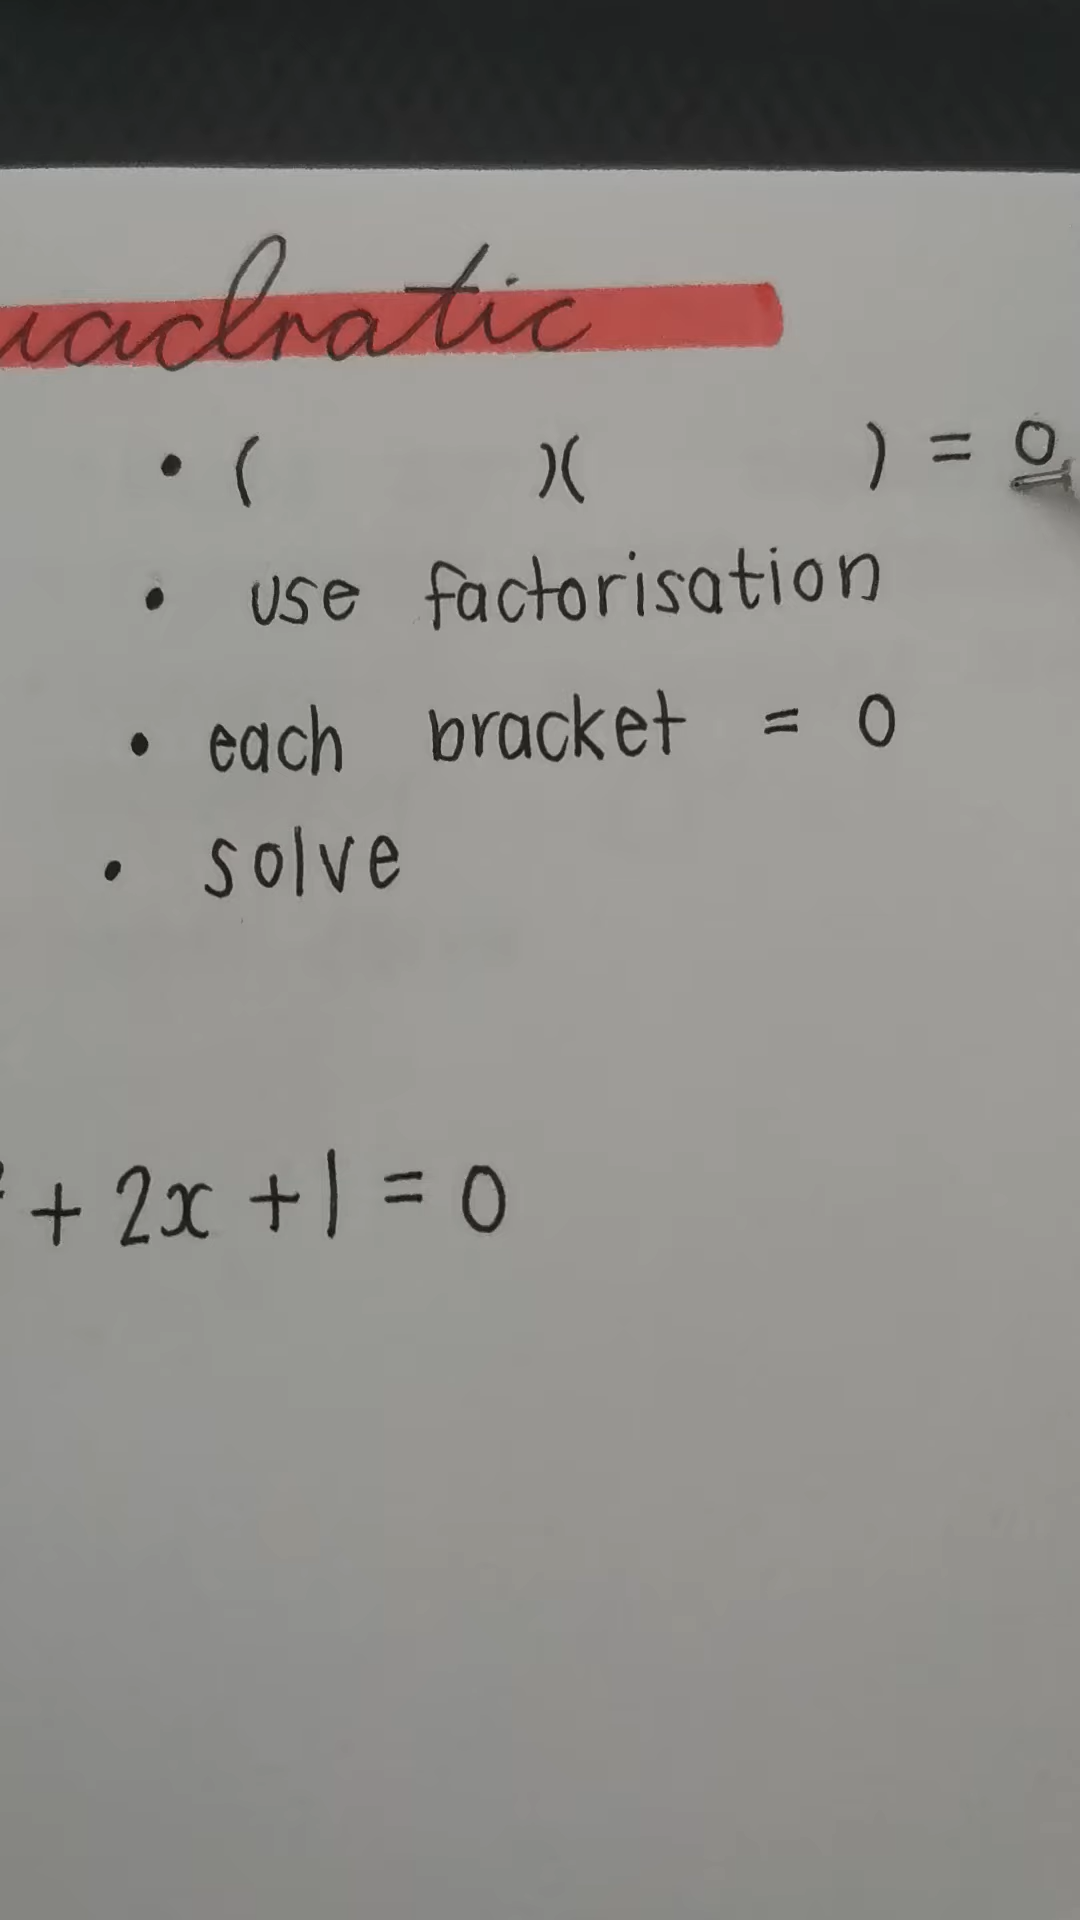 uadratic
• ( )( ) = 0
• use factorisation
• each bracket = 0
• solve
+ 2x + 1 = 0